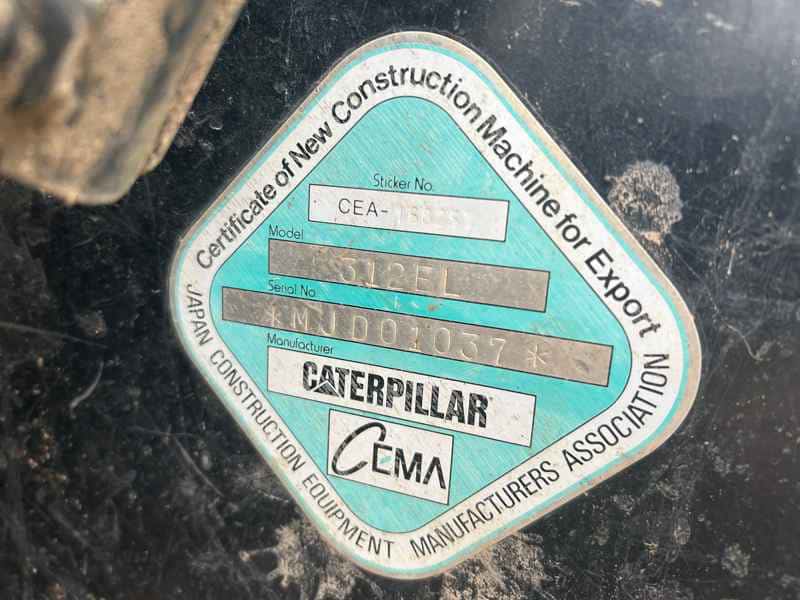 Certificate of New Construction Machine for Export
Sticker No.
CEA-
Model
312EL
Serial No.
*MJD01037*
Manufacturer
CATERPILLAR
CEMA
JAPAN CONSTRUCTION EQUIPMENT MANUFACTURERS ASSOCIATION